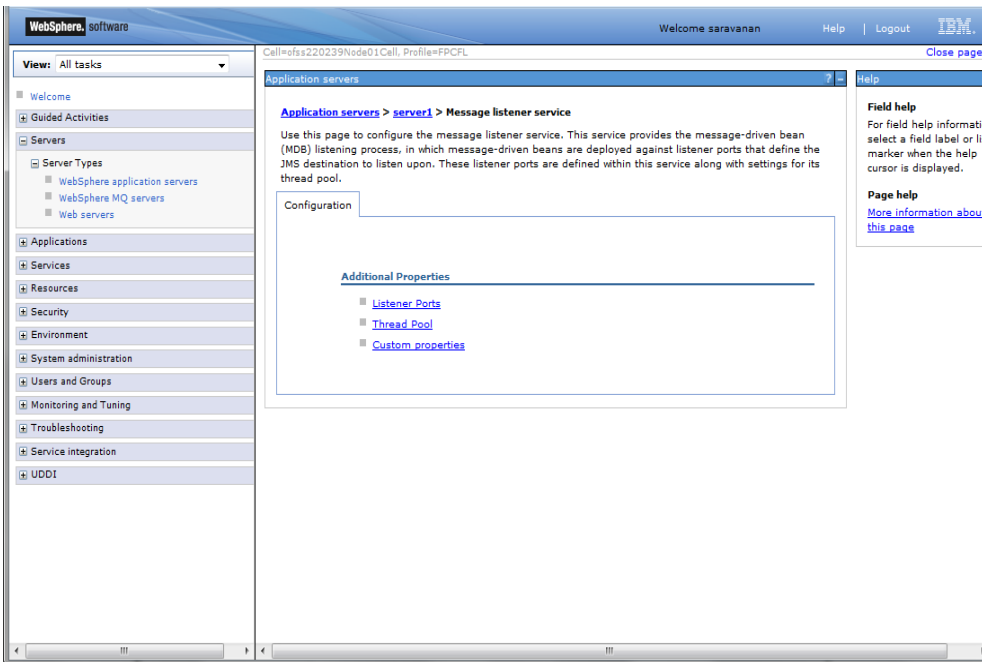 WebSphere. software
Welcome saravanan
Help | Logout
IBM.
View: All tasks
Welcome
Guided Activities
Servers
Server Types
WebSphere application servers
WebSphere MQ servers
Web servers
Applications
Services
Resources
Security
Environment
System administration
Users and Groups
Monitoring and Tuning
Troubleshooting
Service integration
UDDI
Cell=ofss220239Node01Cell, Profile=FPCFL
Close page
Application servers
? -
Application servers > server1 > Message listener service
Use this page to configure the message listener service. This service provides the message-driven bean
(MDB) listening process, in which message-driven beans are deployed against listener ports that define the
JMS destination to listen upon. These listener ports are defined within this service along with settings for its
thread pool.
Configuration
Additional Properties
Listener Ports
Thread Pool
Custom properties
Help
Field help
For field help informati
select a field label or li
marker when the help
cursor is displayed.
Page help
More information abou
this page